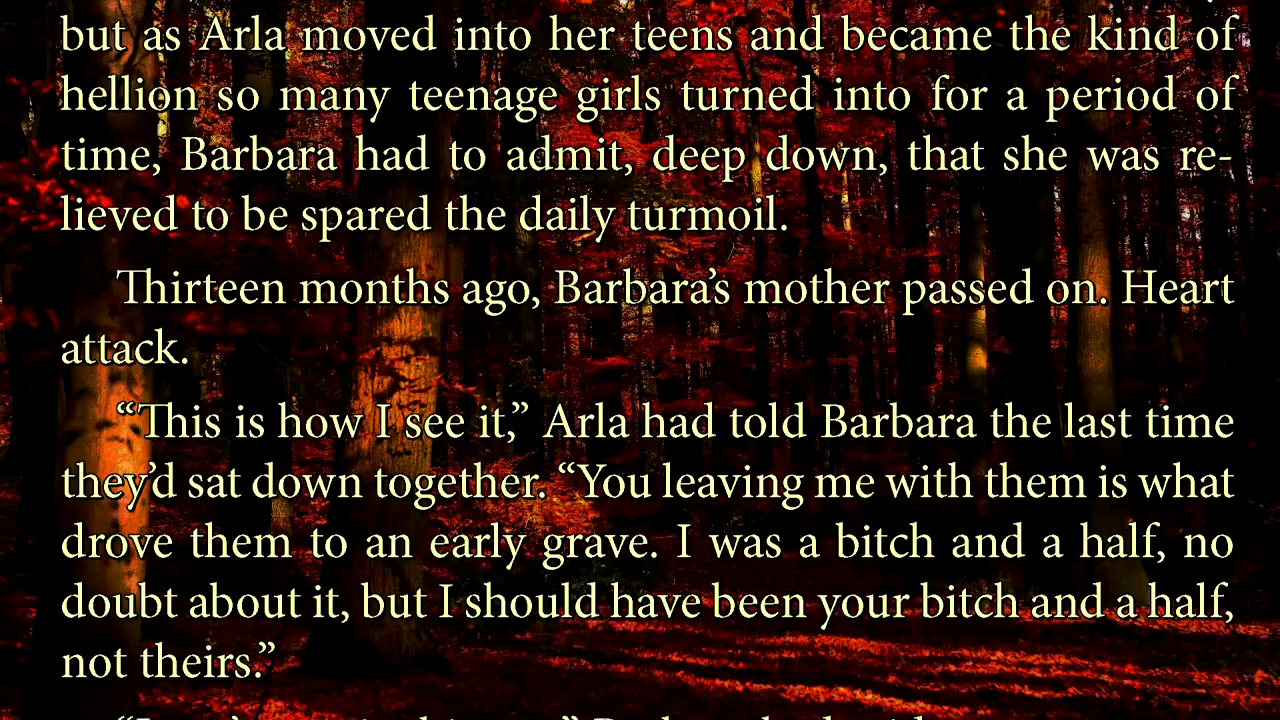 but as Arla moved into her teens and became the kind of
hellion so many teenage girls turned into for a period of
time, Barbara had to admit, deep down, that she was re-
lieved to be spared the daily turmoil.
Thirteen months ago, Barbara’s mother passed on. Heart
attack.
“This is how I see it,” Arla had told Barbara the last time
they’d sat down together. “You leaving me with them is what
drove them to an early grave. I was a bitch and a half, no
doubt about it, but I should have been your bitch and a half,
not theirs.”